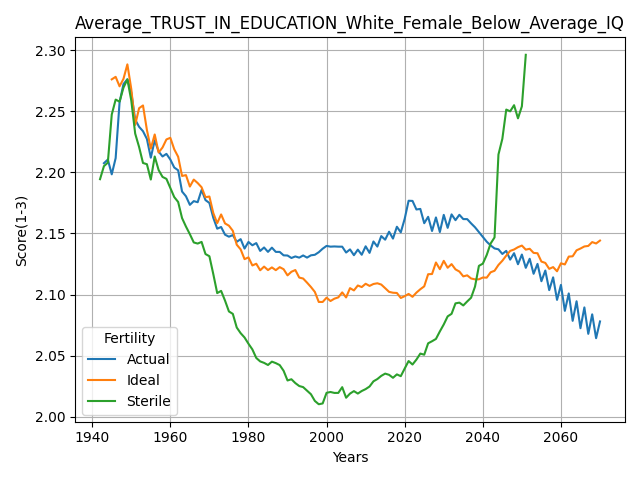 Average_TRUST_IN_EDUCATION_White_Female_Below_Average_IQ
Score(1-3)
2.30
2.25
2.20
2.15
2.10
2.05
2.00
Fertility
Actual
Ideal
Sterile
1940 1960 1980 2000 2020 2040 2060
Years